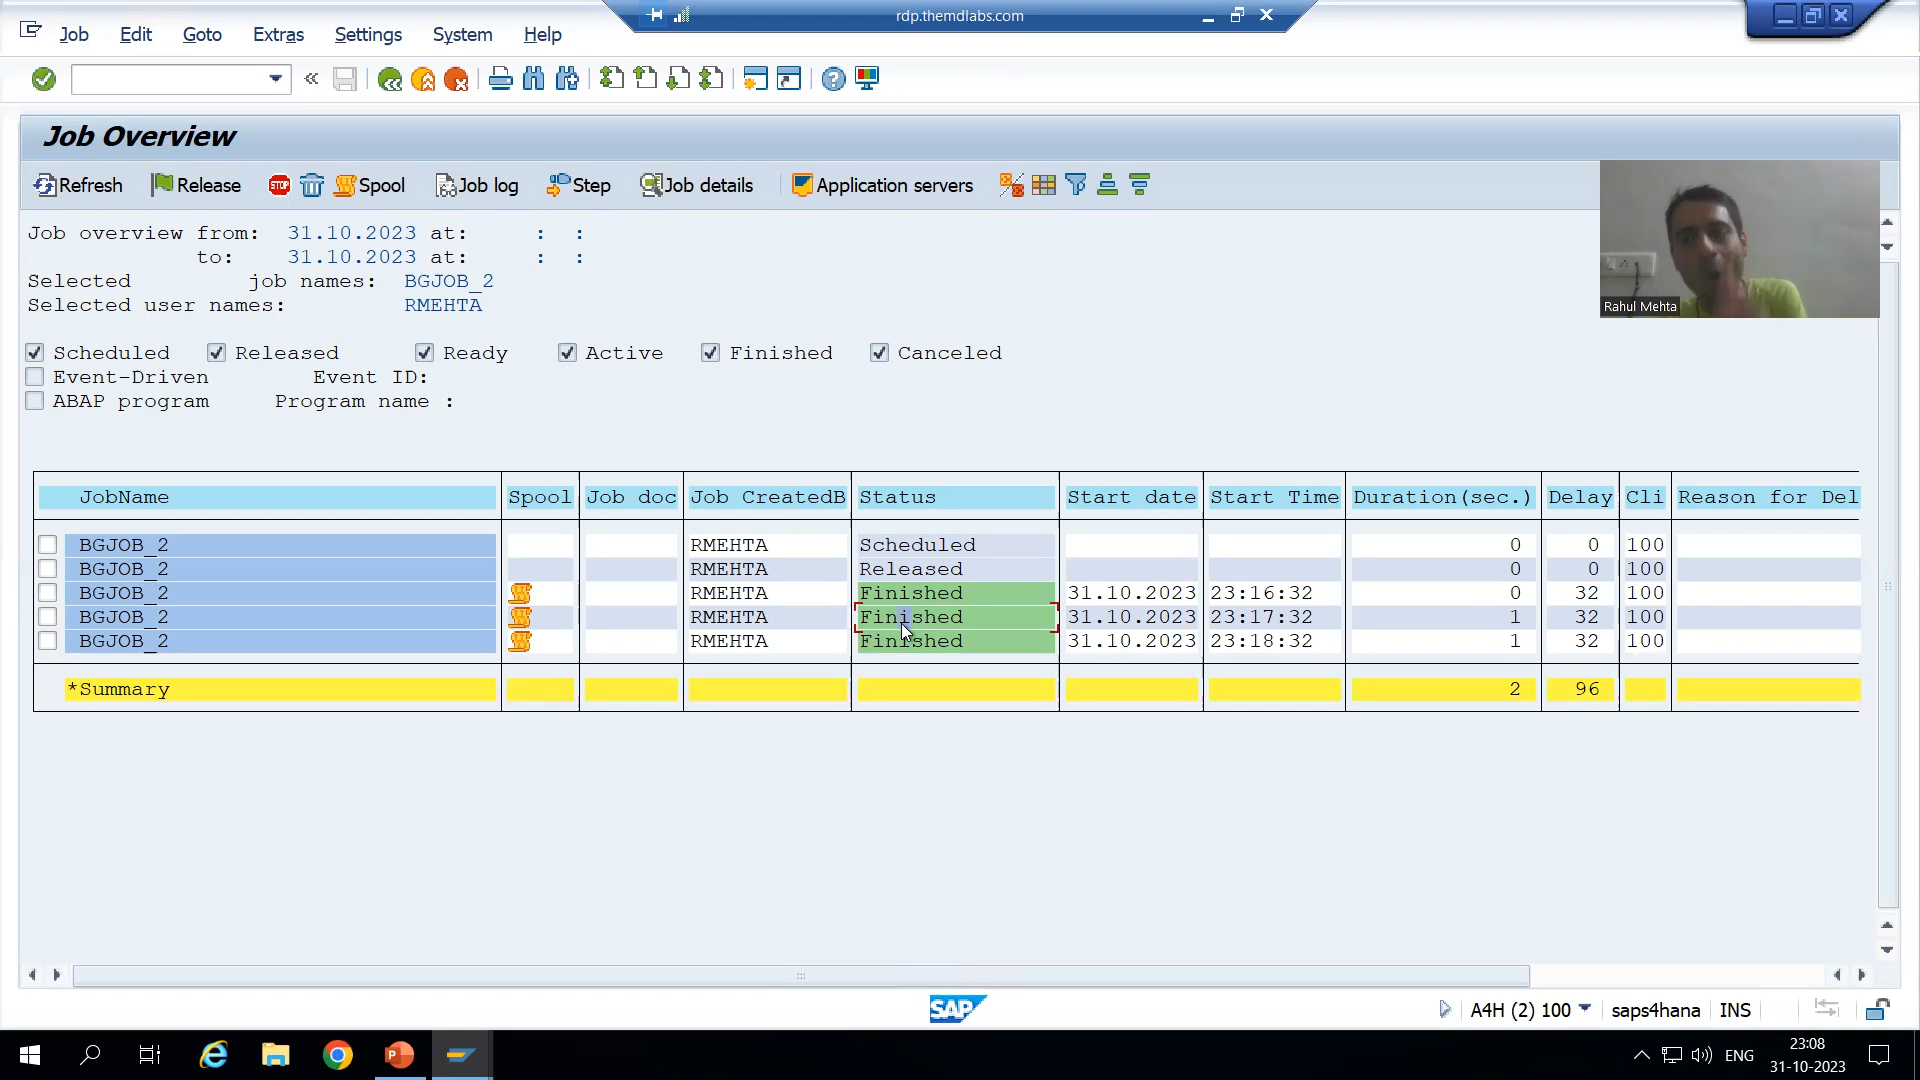 rdp.themdlabs.com
Job Edit Goto Extras Settings System Help
Job Overview
Refresh Release STOP Spool Job log Step Job details Application servers
Job overview from: 31.10.2023 at: : :
to: 31.10.2023 at: : :
Selected job names: BGJOB_2
Selected user names: RMEHTA
Rahul Mehta
Scheduled Released Ready Active Finished Canceled
Event-Driven Event ID:
ABAP program Program name :
JobName Spool Job doc Job CreatedB Status Start date Start Time Duration(sec.) Delay Cli Reason for Del
BGJOB_2 RMEHTA Scheduled 0 0 100
BGJOB_2 RMEHTA Released 0 0 100
BGJOB_2 RMEHTA Finished 31.10.2023 23:16:32 0 32 100
BGJOB_2 RMEHTA Finished 31.10.2023 23:17:32 1 32 100
BGJOB_2 RMEHTA Finished 31.10.2023 23:18:32 1 32 100
*Summary 2 96
SAP A4H (2) 100 saps4hana INS
ENG 23:08
31-10-2023